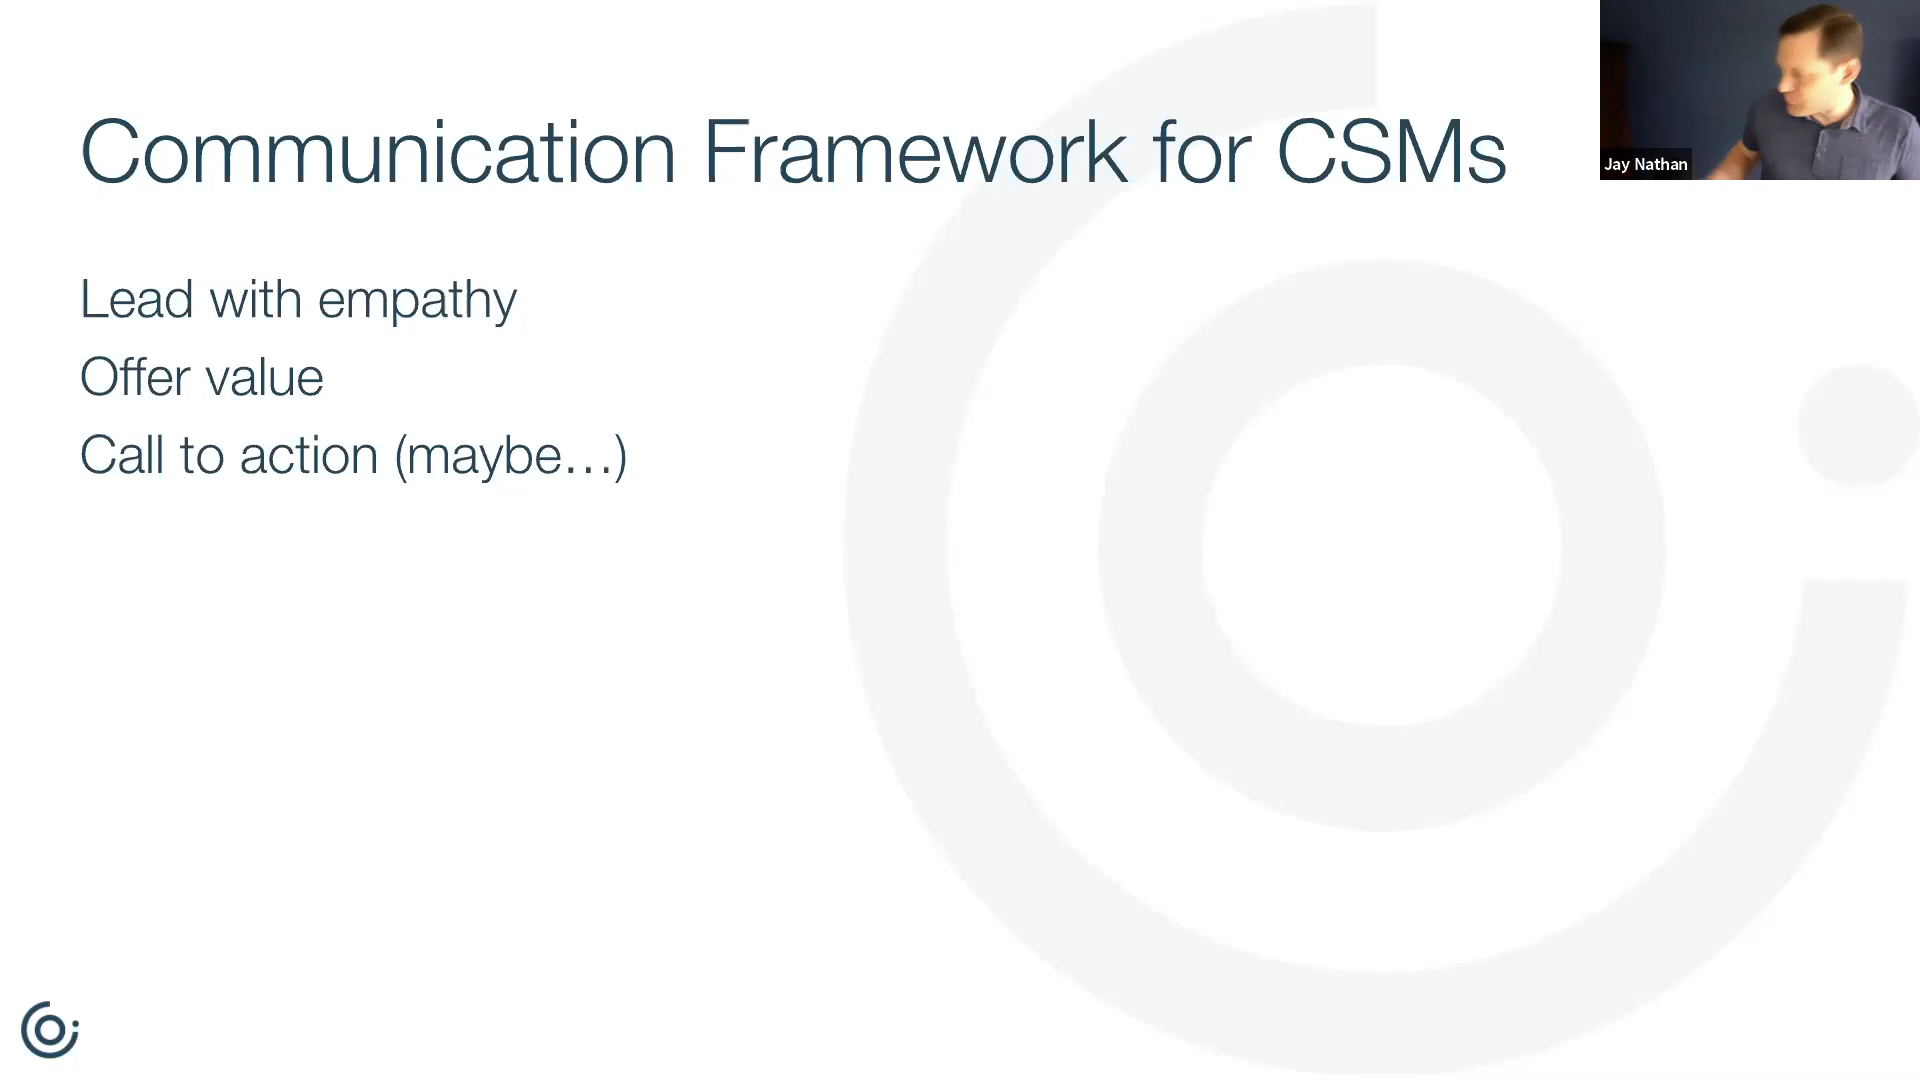 Communication Framework for CSMs
Jay Nathan
Lead with empathy
Offer value
Call to action (maybe…)